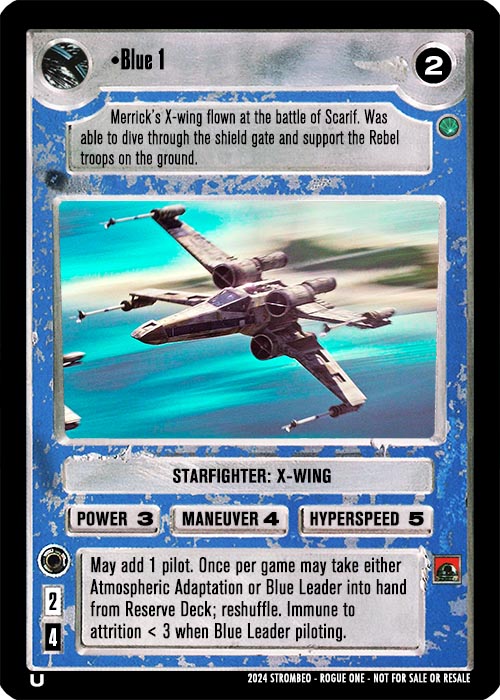 •Blue 1
2
Merrick's X-wing flown at the battle of Scarif. Was
able to dive through the shield gate and support the Rebel
troops on the ground.
STARFIGHTER: X-WING
POWER 3
MANEUVER 4
HYPERSPEED 5
May add 1 pilot. Once per game may take either
Atmospheric Adaptation or Blue Leader into hand
from Reserve Deck; reshuffle. Immune to
attrition < 3 when Blue Leader piloting.
2
4
U
2024 STROMBEO - ROGUE ONE - NOT FOR SALE OR RESALE